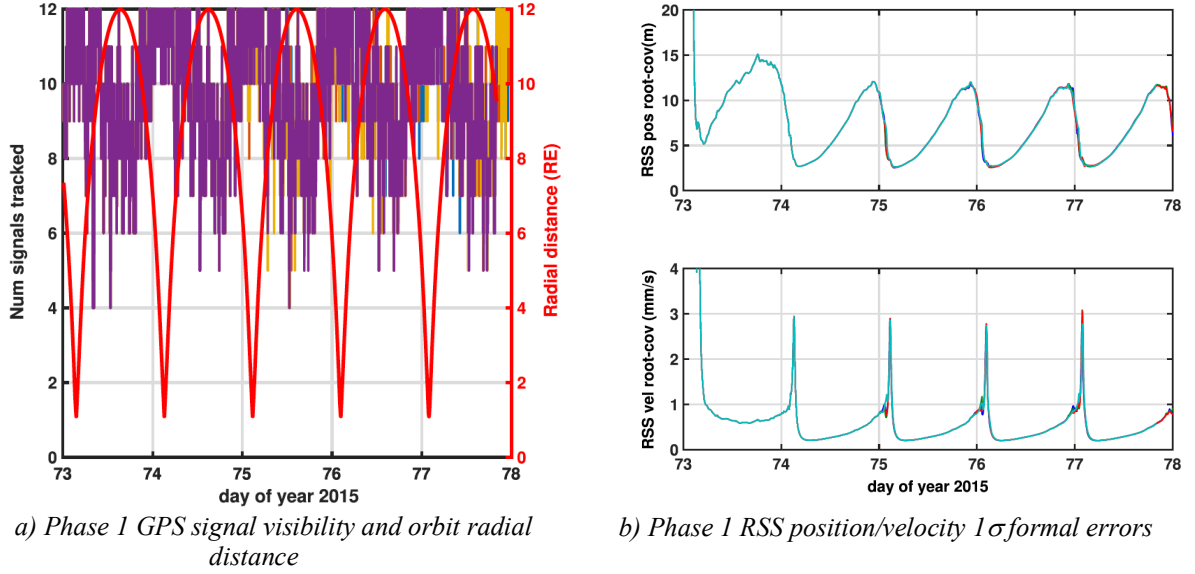 12
10
8
6
4
2
0
Num signals tracked
12
10
8
6
4
2
0
Radial distance (RE)
73 74 75 76 77 78
day of year 2015
a) Phase 1 GPS signal visibility and orbit radial
distance
20
15
10
5
0
RSS pos root-cov(m)
73 74 75 76 77 78
4
3
2
1
0
RSS vel root-cov (mm/s)
73 74 75 76 77 78
day of year 2015
b) Phase 1 RSS position/velocity 1σ formal errors